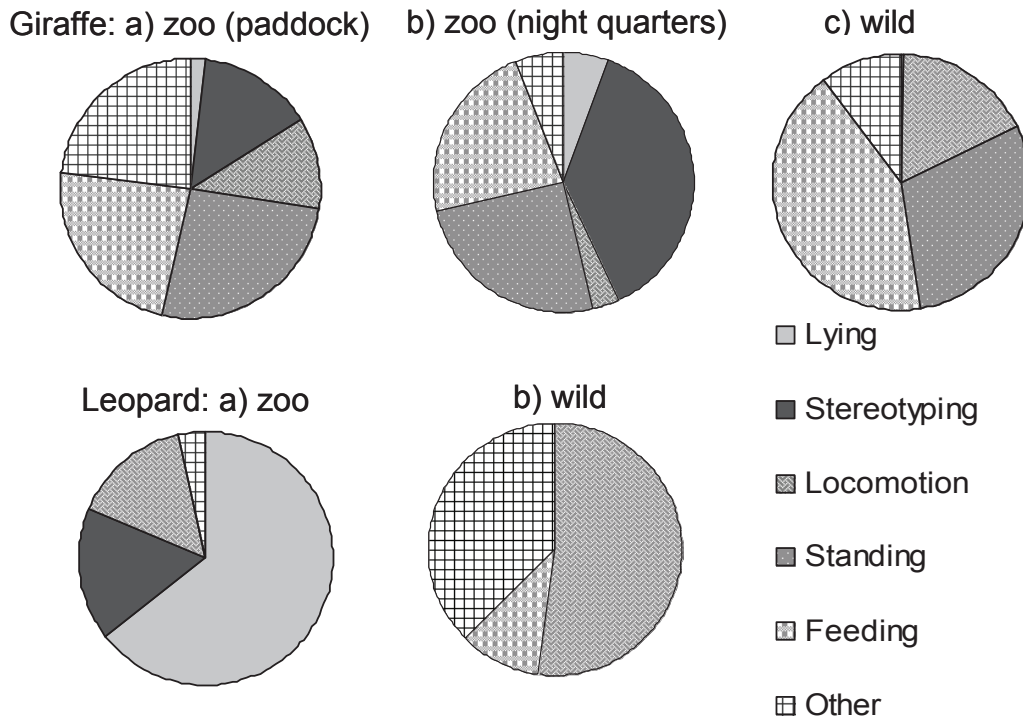 Giraffe: a) zoo (paddock)
b) zoo (night quarters)
c) wild
Leopard: a) zoo
b) wild
Lying
Stereotyping
Locomotion
Standing
Feeding
Other